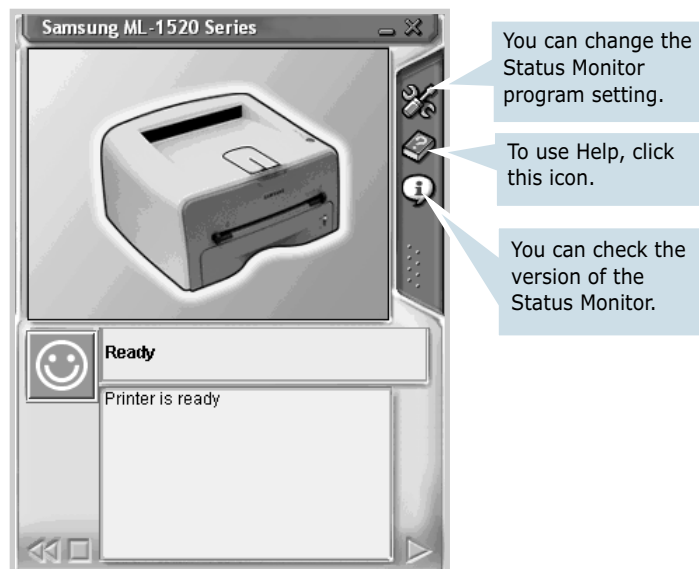 Samsung ML-1520 Series
You can change the
Status Monitor
program setting.
To use Help, click
this icon.
You can check the
version of the
Status Monitor.
Ready
Printer is ready